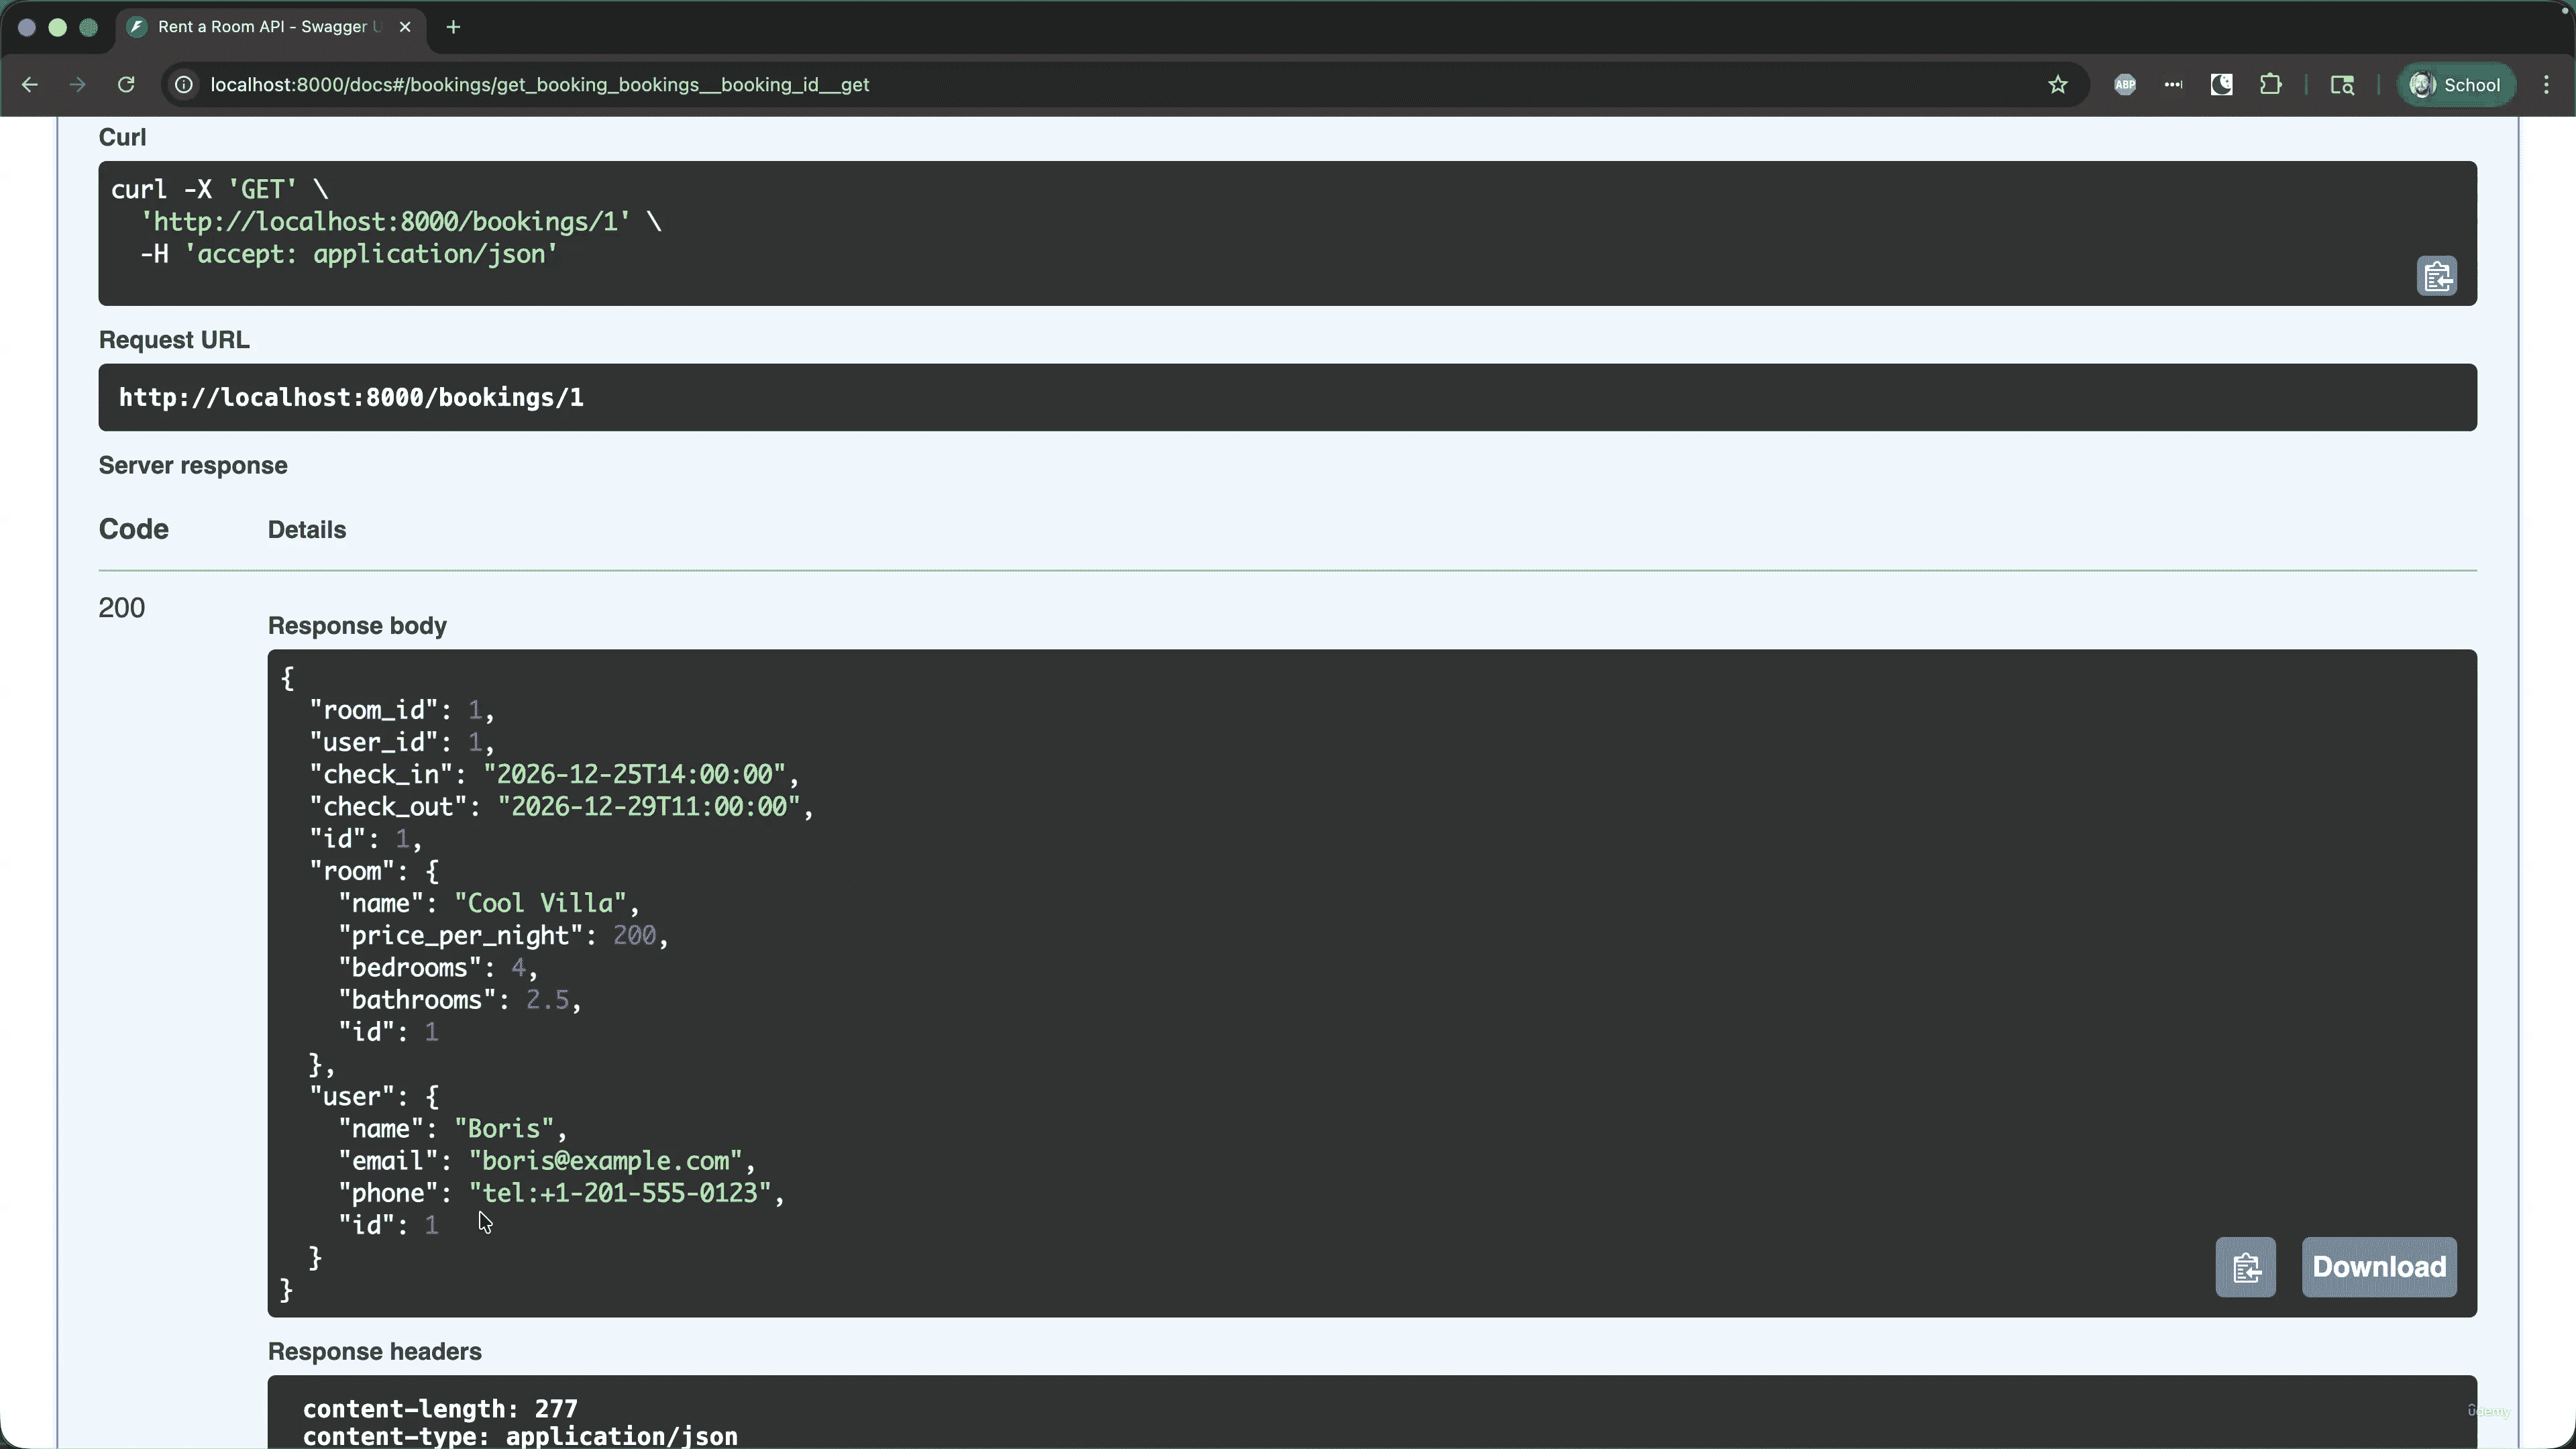 Rent a Room API - Swagger U
localhost:8000/docs#/bookings/get_booking_bookings__booking_id__get
ABP
School
Curl
curl -X 'GET' \
  'http://localhost:8000/bookings/1' \
  -H 'accept: application/json'
Request URL
http://localhost:8000/bookings/1
Server response
Code Details
200
Response body
{
  "room_id": 1,
  "user_id": 1,
  "check_in": "2026-12-25T14:00:00",
  "check_out": "2026-12-29T11:00:00",
  "id": 1,
  "room": {
    "name": "Cool Villa",
    "price_per_night": 200,
    "bedrooms": 4,
    "bathrooms": 2.5,
    "id": 1
  },
  "user": {
    "name": "Boris",
    "email": "boris@example.com",
    "phone": "tel:+1-201-555-0123",
    "id": 1
  }
}
Download
Response headers
content-length: 277
content-type: application/json
ûdemy